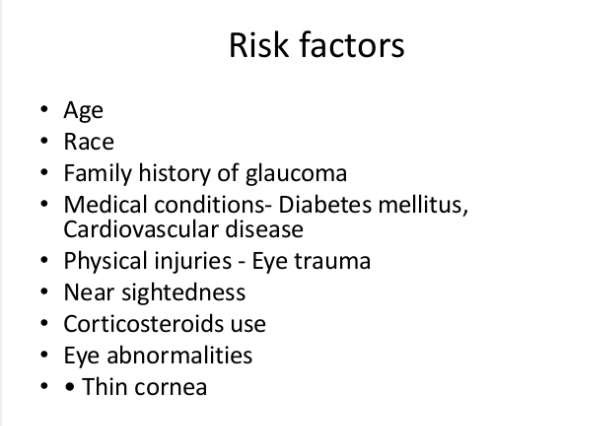 Risk factors
• Age
• Race
• Family history of glaucoma
• Medical conditions- Diabetes mellitus,
Cardiovascular disease
• Physical injuries - Eye trauma
• Near sightedness
• Corticosteroids use
• Eye abnormalities
• • Thin cornea